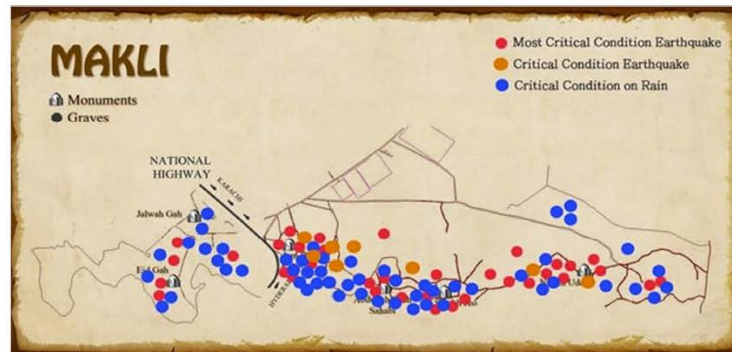 MAKLI
Monuments
Graves
Most Critical Condition Earthquake
Critical Condition Earthquake
Critical Condition on Rain
NATIONAL
HIGHWAY
KARACHI
Jalwah Gah
Eid Gah